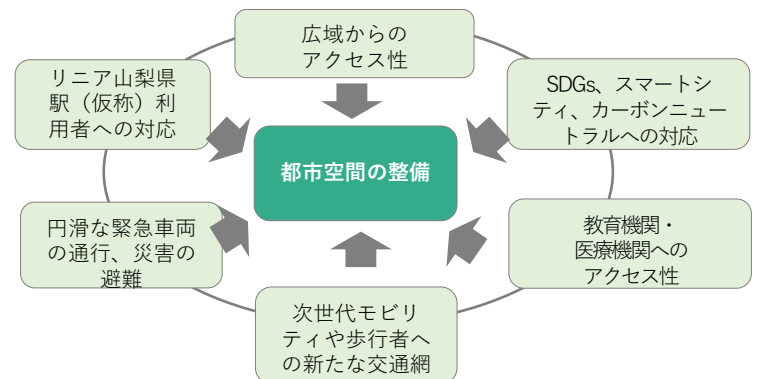 広域からの
アクセス性
リニア山梨県
駅（仮称）利
用者への対応
SDGs、スマートシ
ティ、カーボンニュー
トラルへの対応
都市空間の整備
円滑な緊急車両
の通行、災害の
避難
教育機関・
医療機関への
アクセス性
次世代モビリ
ティや歩行者へ
の新たな交通網